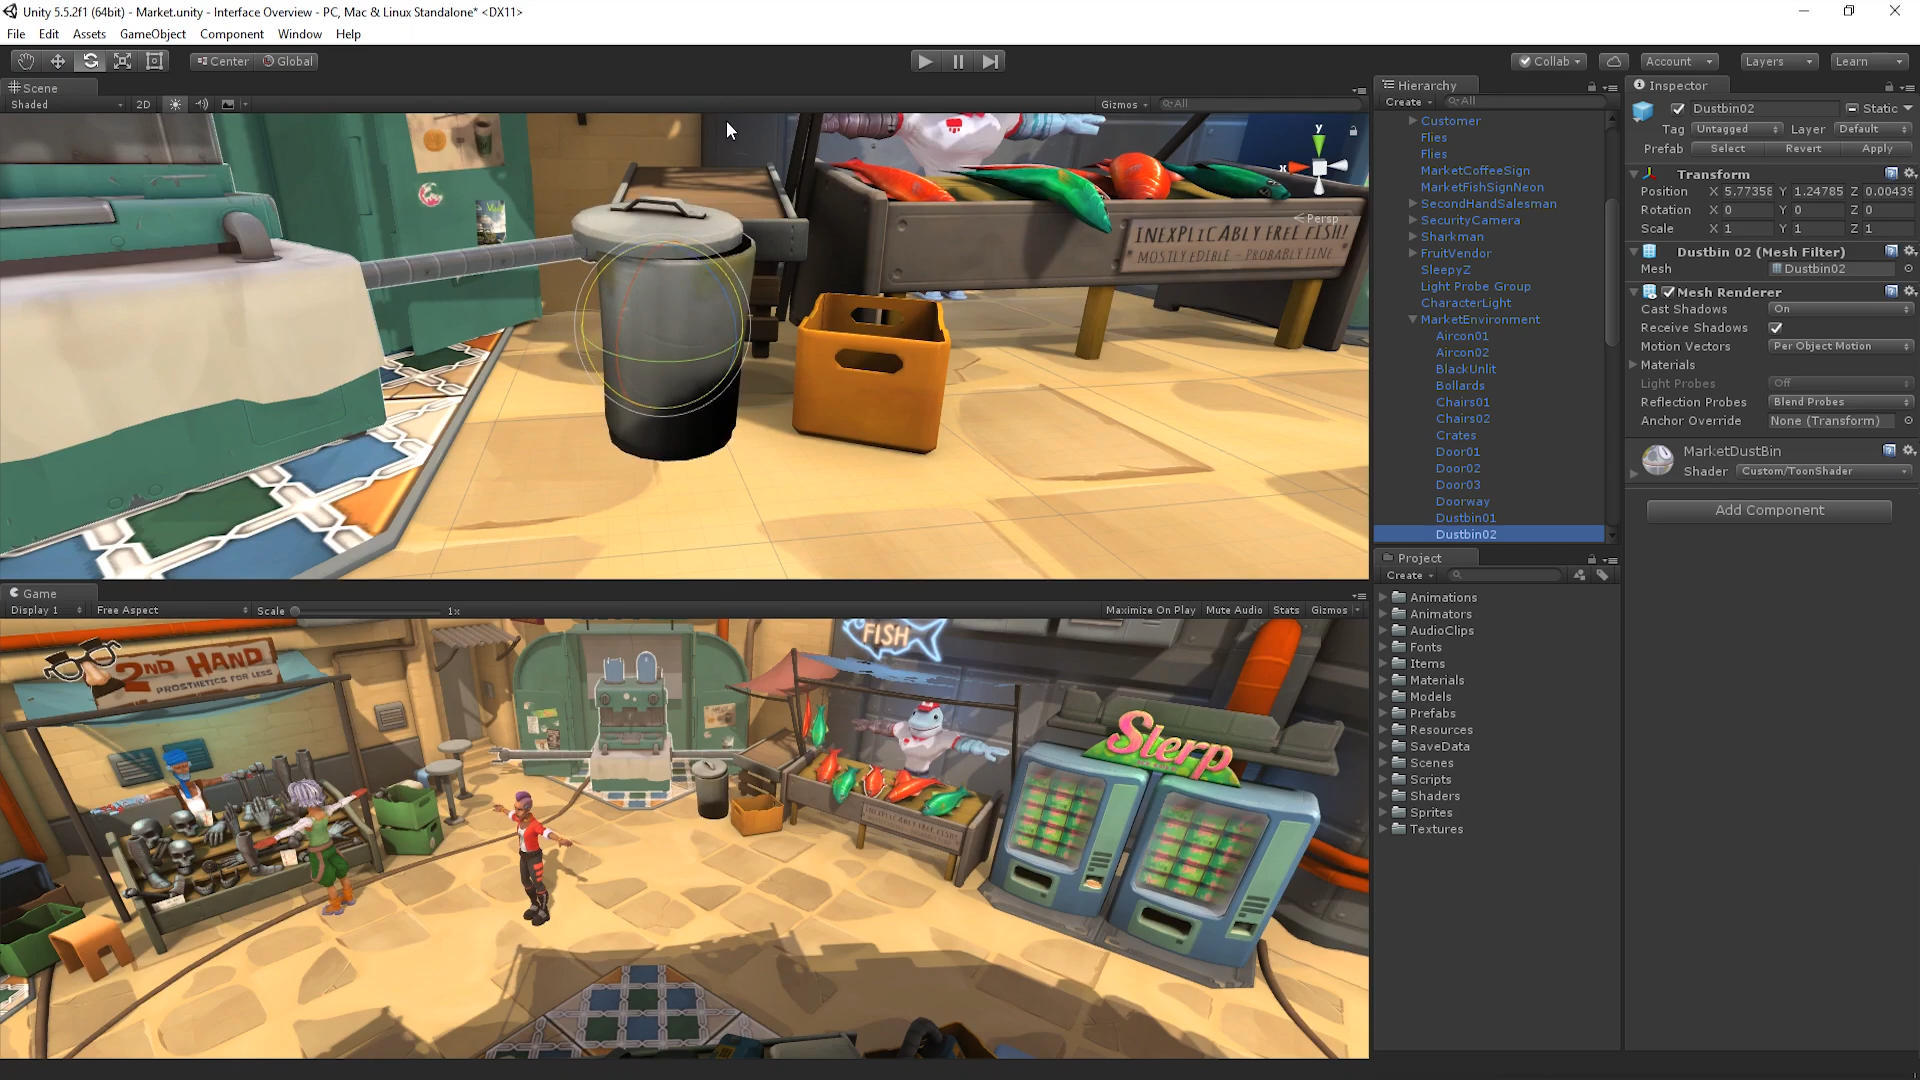 Unity 5.5.2f1 (64bit) - Market.unity - Interface Overview - PC, Mac & Linux Standalone* <DX11>
File Edit Assets GameObject Component Window Help
Center Global
Collab Account Layers Learn
Scene
Shaded 2D Gizmos All
y
x
Persp
INEXPLICABLY FREE FISH!
MOSTLY EDIBLE - PROBABLY FINE
Game
Display 1 Free Aspect Scale 1x Maximize On Play Mute Audio Stats Gizmos
2ND HAND
PROSTHETICS FOR LESS
FISH
INEXPLICABLY FREE FISH!
Slerp
Hierarchy
Create All
Customer
Flies
Flies
MarketCoffeeSign
MarketFishSignNeon
SecondHandSalesman
SecurityCamera
Sharkman
FruitVendor
SleepyZ
Light Probe Group
CharacterLight
MarketEnvironment
Aircon01
Aircon02
BlackUnlit
Bollards
Chairs01
Chairs02
Crates
Door01
Door02
Door03
Doorway
Dustbin01
Dustbin02
Project
Create
Animations
Animators
AudioClips
Fonts
Items
Materials
Models
Prefabs
Resources
SaveData
Scenes
Scripts
Shaders
Sprites
Textures
Inspector
Dustbin02 Static
Tag Untagged Layer Default
Prefab Select Revert Apply
Transform
Position X 5.77358 Y 1.24785 Z 0.00439
Rotation X 0 Y 0 Z 0
Scale X 1 Y 1 Z 1
Dustbin 02 (Mesh Filter)
Mesh Dustbin02
Mesh Renderer
Cast Shadows On
Receive Shadows
Motion Vectors Per Object Motion
Materials
Light Probes Off
Reflection Probes Blend Probes
Anchor Override None (Transform)
MarketDustBin
Shader Custom/ToonShader
Add Component